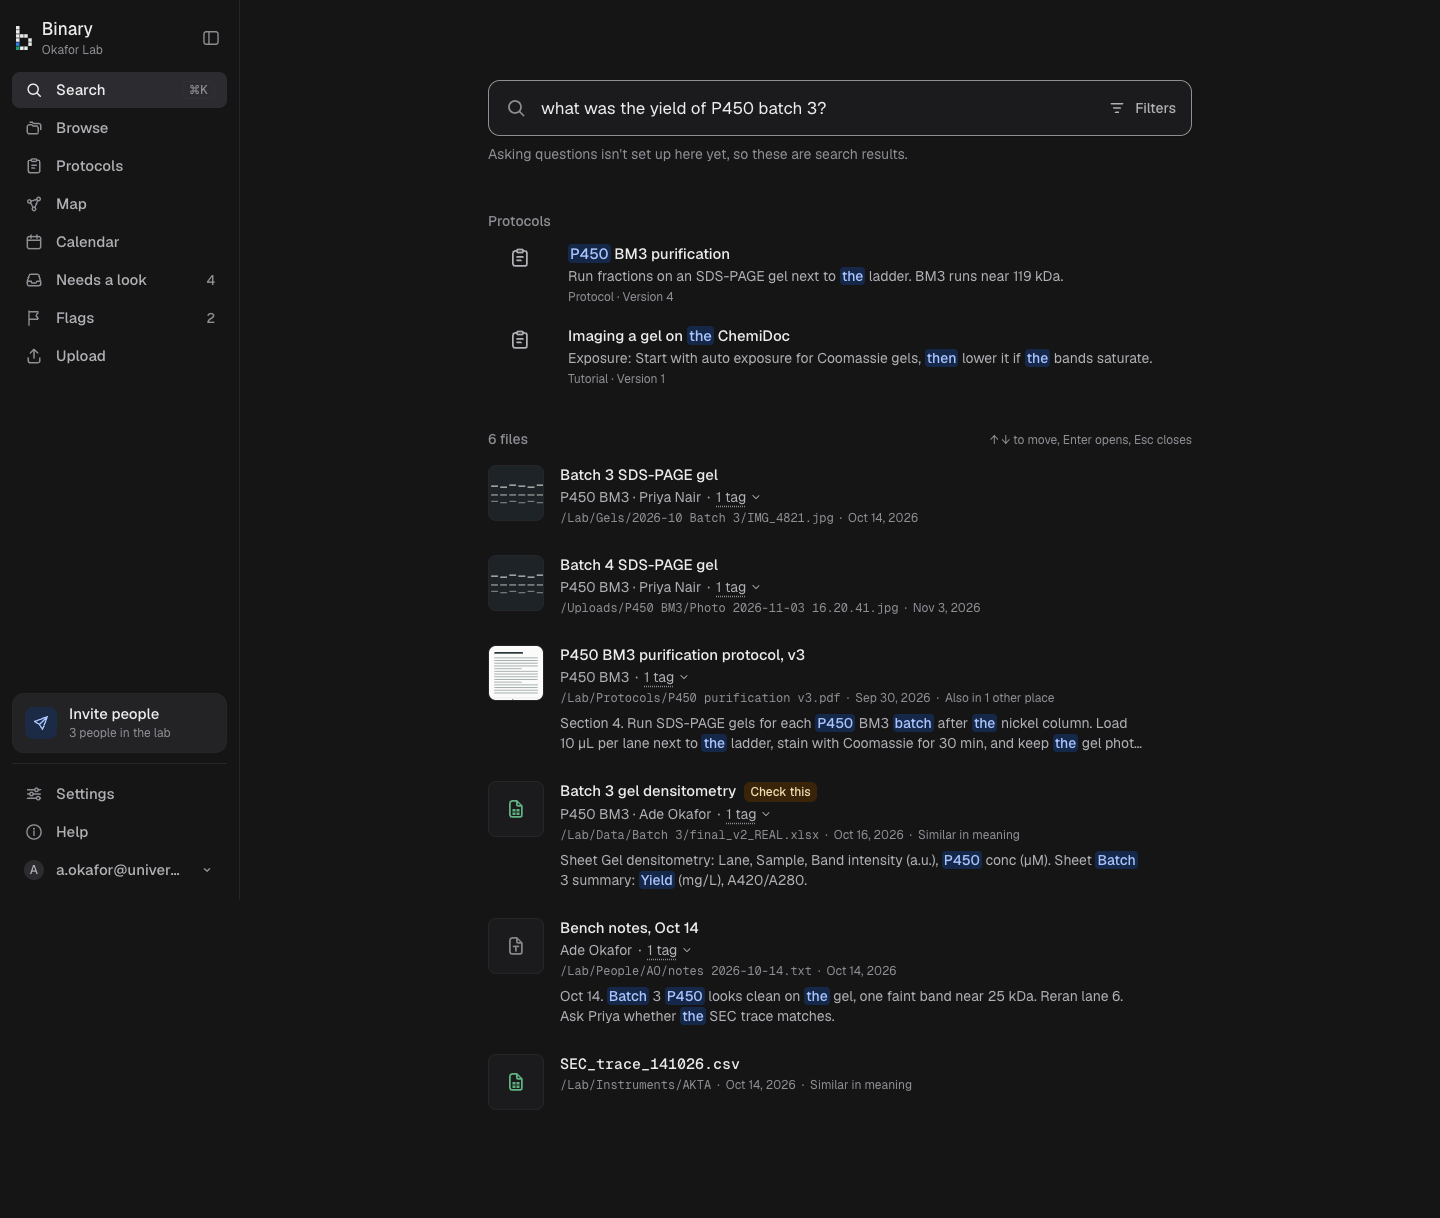 Binary
Okafor Lab
Search ⌘K
Browse
Protocols
Map
Calendar
Needs a look 4
Flags 2
Upload
Invite people
3 people in the lab
Settings
Help
A a.okafor@univer...
what was the yield of P450 batch 3?
Filters
Asking questions isn't set up here yet, so these are search results.
Protocols
P450 BM3 purification
Run fractions on an SDS-PAGE gel next to the ladder. BM3 runs near 119 kDa.
Protocol · Version 4
Imaging a gel on the ChemiDoc
Exposure: Start with auto exposure for Coomassie gels, then lower it if the bands saturate.
Tutorial · Version 1
6 files
↑↓ to move, Enter opens, Esc closes
Batch 3 SDS-PAGE gel
P450 BM3 · Priya Nair · 1 tag
/Lab/Gels/2026-10 Batch 3/IMG_4821.jpg · Oct 14, 2026
Batch 4 SDS-PAGE gel
P450 BM3 · Priya Nair · 1 tag
/Uploads/P450 BM3/Photo 2026-11-03 16.20.41.jpg · Nov 3, 2026
P450 BM3 purification protocol, v3
P450 BM3 · 1 tag
/Lab/Protocols/P450 purification v3.pdf · Sep 30, 2026 · Also in 1 other place
Section 4. Run SDS-PAGE gels for each P450 BM3 batch after the nickel column. Load
10 µL per lane next to the ladder, stain with Coomassie for 30 min, and keep the gel phot...
Batch 3 gel densitometry Check this
P450 BM3 · Ade Okafor · 1 tag
/Lab/Data/Batch 3/final_v2_REAL.xlsx · Oct 16, 2026 · Similar in meaning
Sheet Gel densitometry: Lane, Sample, Band intensity (a.u.), P450 conc (µM). Sheet Batch
3 summary: Yield (mg/L), A420/A280.
Bench notes, Oct 14
Ade Okafor · 1 tag
/Lab/People/AO/notes 2026-10-14.txt · Oct 14, 2026
Oct 14. Batch 3 P450 looks clean on the gel, one faint band near 25 kDa. Reran lane 6.
Ask Priya whether the SEC trace matches.
SEC_trace_141026.csv
/Lab/Instruments/AKTA · Oct 14, 2026 · Similar in meaning